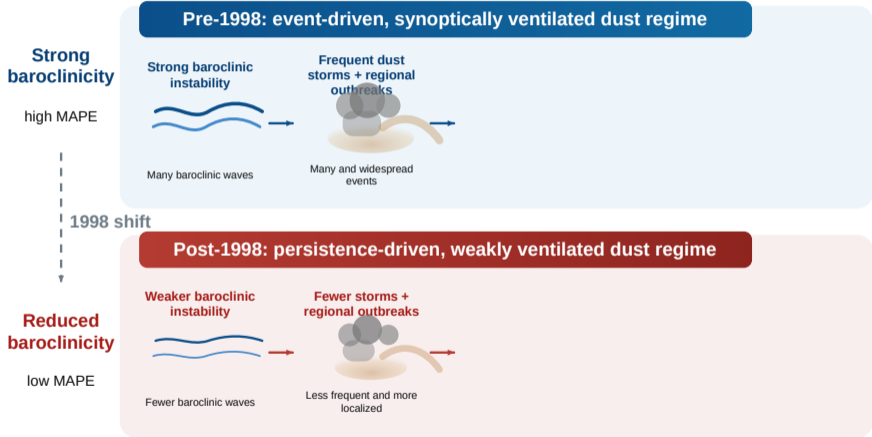 Pre-1998: event-driven, synoptically ventilated dust regime
Strong
baroclinicity
high MAPE
Strong baroclinic
instability
Many baroclinic waves
Frequent dust
storms + regional
outbreaks
Many and widespread
events
1998 shift
Post-1998: persistence-driven, weakly ventilated dust regime
Reduced
baroclinicity
low MAPE
Weaker baroclinic
instability
Fewer baroclinic waves
Fewer storms +
regional outbreaks
Less frequent and more
localized